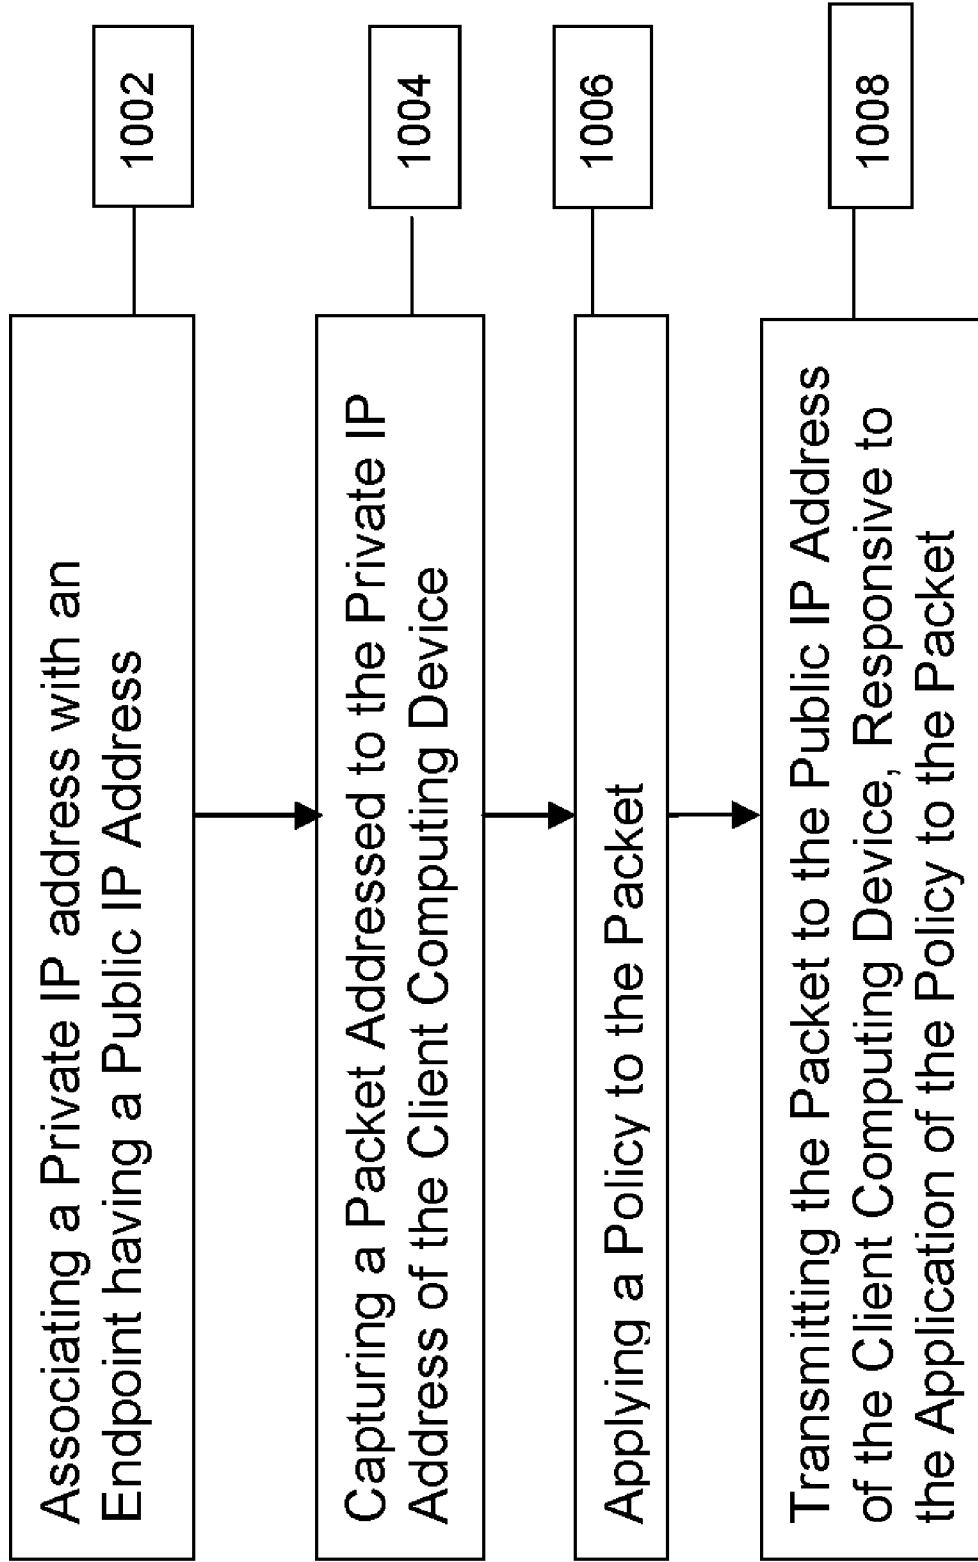 Associating a Private IP address with an
Endpoint having a Public IP Address
1002
Capturing a Packet Addressed to the Private IP
Address of the Client Computing Device
1004
Applying a Policy to the Packet
1006
Transmitting the Packet to the Public IP Address
of the Client Computing Device, Responsive to
the Application of the Policy to the Packet
1008